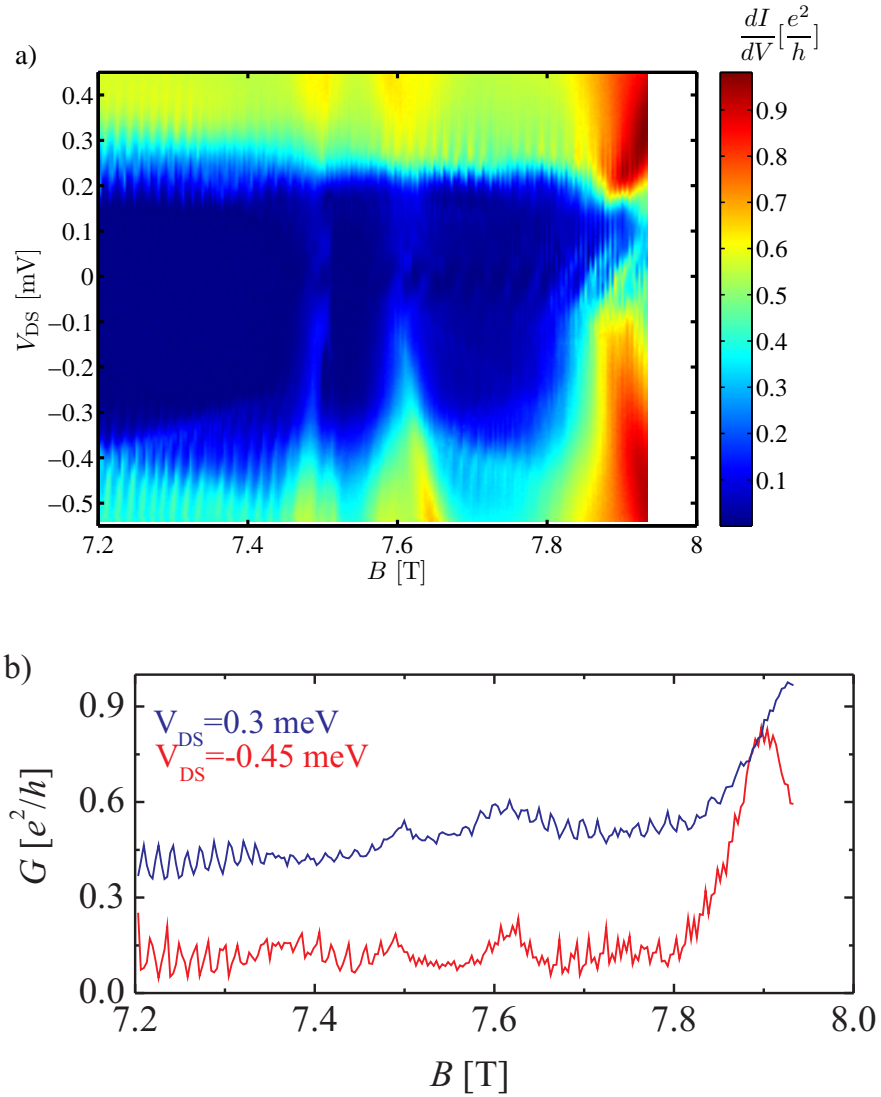 dI/dV [e²/h]
a)
0.4
0.3
0.2
0.1
0
−0.1
−0.2
−0.3
−0.4
−0.5
V_DS [mV]
7.2 7.4 7.6 7.8 8
B [T]
0.9
0.8
0.7
0.6
0.5
0.4
0.3
0.2
0.1
b)
V_DS=0.3 meV
V_DS=-0.45 meV
0.9
0.6
0.3
0.0
G [e²/h]
7.2 7.4 7.6 7.8 8.0
B [T]